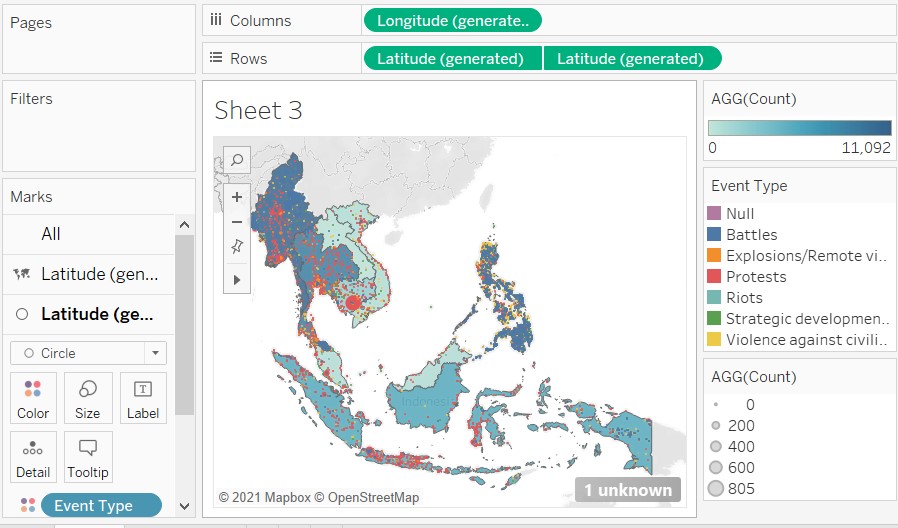 Pages
Columns
Longitude (generate..
Rows
Latitude (generated)
Latitude (generated)
Filters
Marks
All
Latitude (gen...
Latitude (ge...
Circle
Color
Size
Label
Detail
Tooltip
Event Type
Sheet 3
Indonesia
© 2021 Mapbox © OpenStreetMap
1 unknown
AGG(Count)
0
11,092
Event Type
Null
Battles
Explosions/Remote vi..
Protests
Riots
Strategic developmen..
Violence against civili..
AGG(Count)
0
200
400
600
805